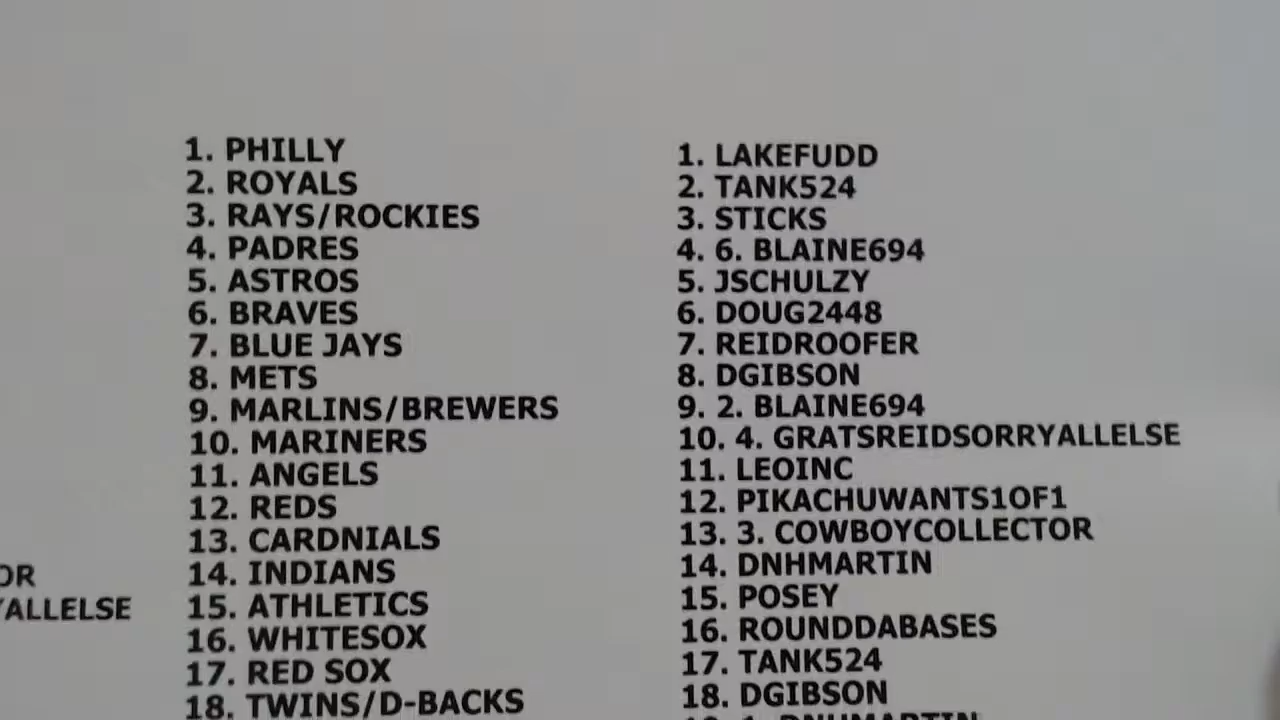 OR
YALLELSE
1. PHILLY
2. ROYALS
3. RAYS/ROCKIES
4. PADRES
5. ASTROS
6. BRAVES
7. BLUE JAYS
8. METS
9. MARLINS/BREWERS
10. MARINERS
11. ANGELS
12. REDS
13. CARDNIALS
14. INDIANS
15. ATHLETICS
16. WHITESOX
17. RED SOX
18. TWINS/D-BACKS
1. LAKEFUDD
2. TANK524
3. STICKS
4. 6. BLAINE694
5. JSCHULZY
6. DOUG2448
7. REIDROOFER
8. DGIBSON
9. 2. BLAINE694
10. 4. GRATSREIDSORRYALLELSE
11. LEOINC
12. PIKACHUWANTS1OF1
13. 3. COWBOYCOLLECTOR
14. DNHMARTIN
15. POSEY
16. ROUNDDABASES
17. TANK524
18. DGIBSON
19. 1. DNHMARTIN